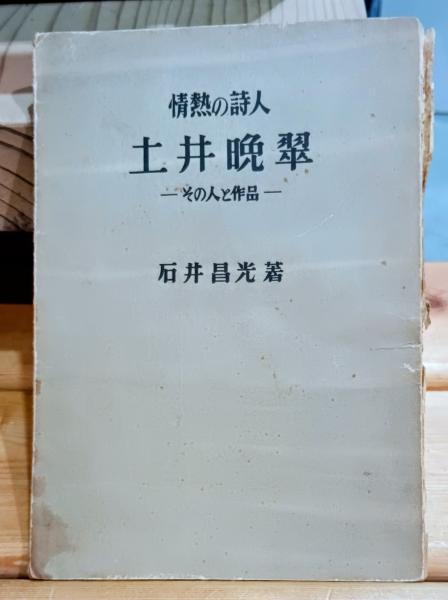 情熱の詩人
土井晩翠
―その人と作品―
石井昌光著